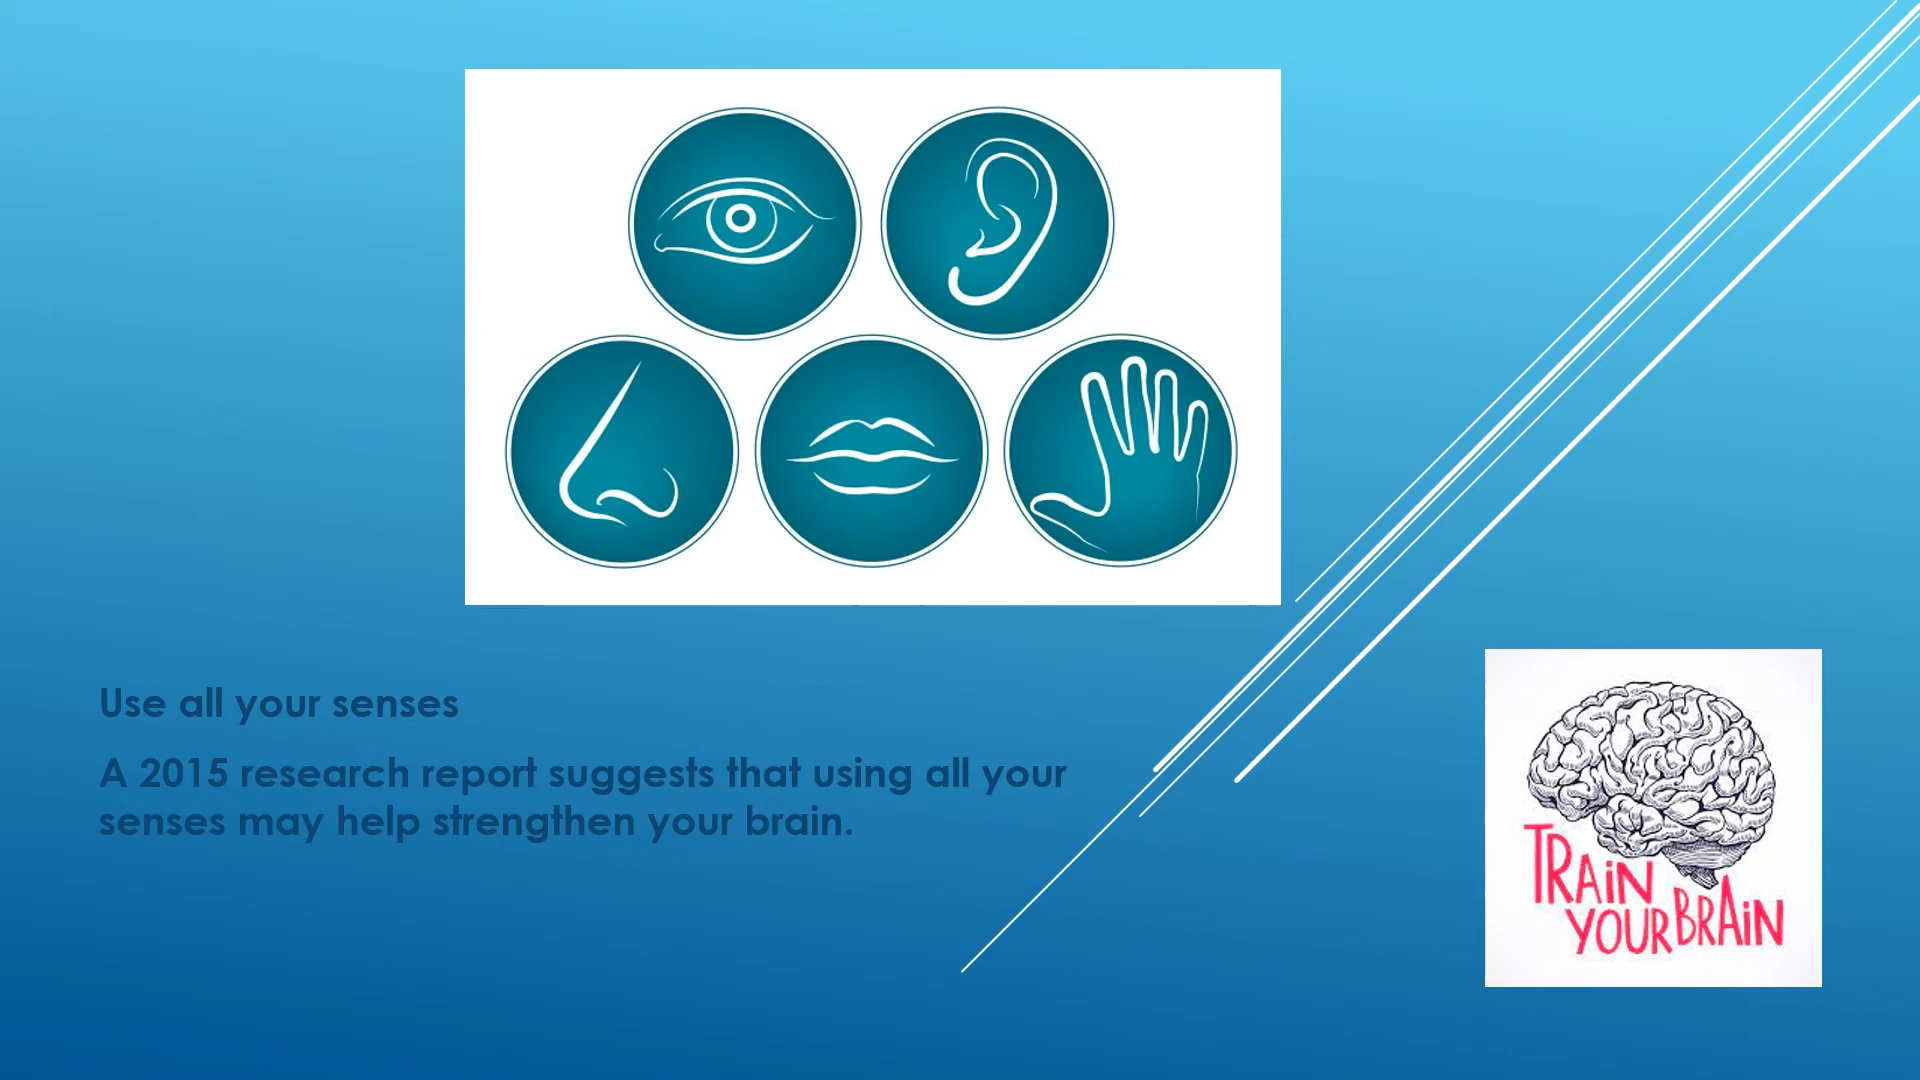 Use all your senses
A 2015 research report suggests that using all your
senses may help strengthen your brain.
TRAiN
YOUR BRAiN